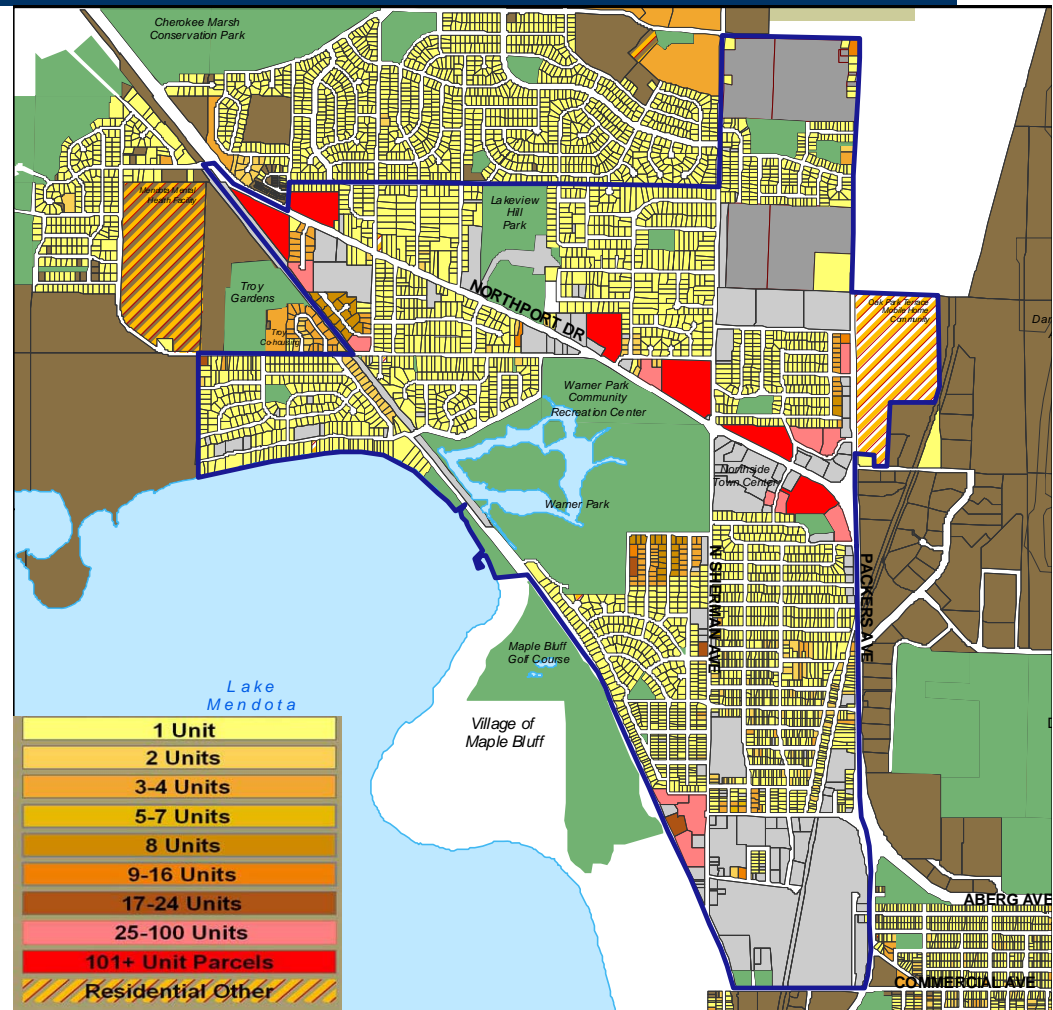 Cherokee Marsh
Conservation Park
Mendota Mental
Health Facility
Lakeview
Hill
Park
Troy
Gardens
NORTHPORT DR
Oak Park Terrace
Mobile Home
Community
Dan
Troy
Co-housing
Warner Park
Community
Recreation Center
Northside
Town Center
Warner Park
N SHERMAN AVE
PACKERS AVE
Maple Bluff
Golf Course
Lake
Mendota
Village of
Maple Bluff
D
1 Unit
2 Units
3-4 Units
5-7 Units
8 Units
9-16 Units
17-24 Units
25-100 Units
101+ Unit Parcels
Residential Other
ABERG AVE
COMMERCIAL AVE